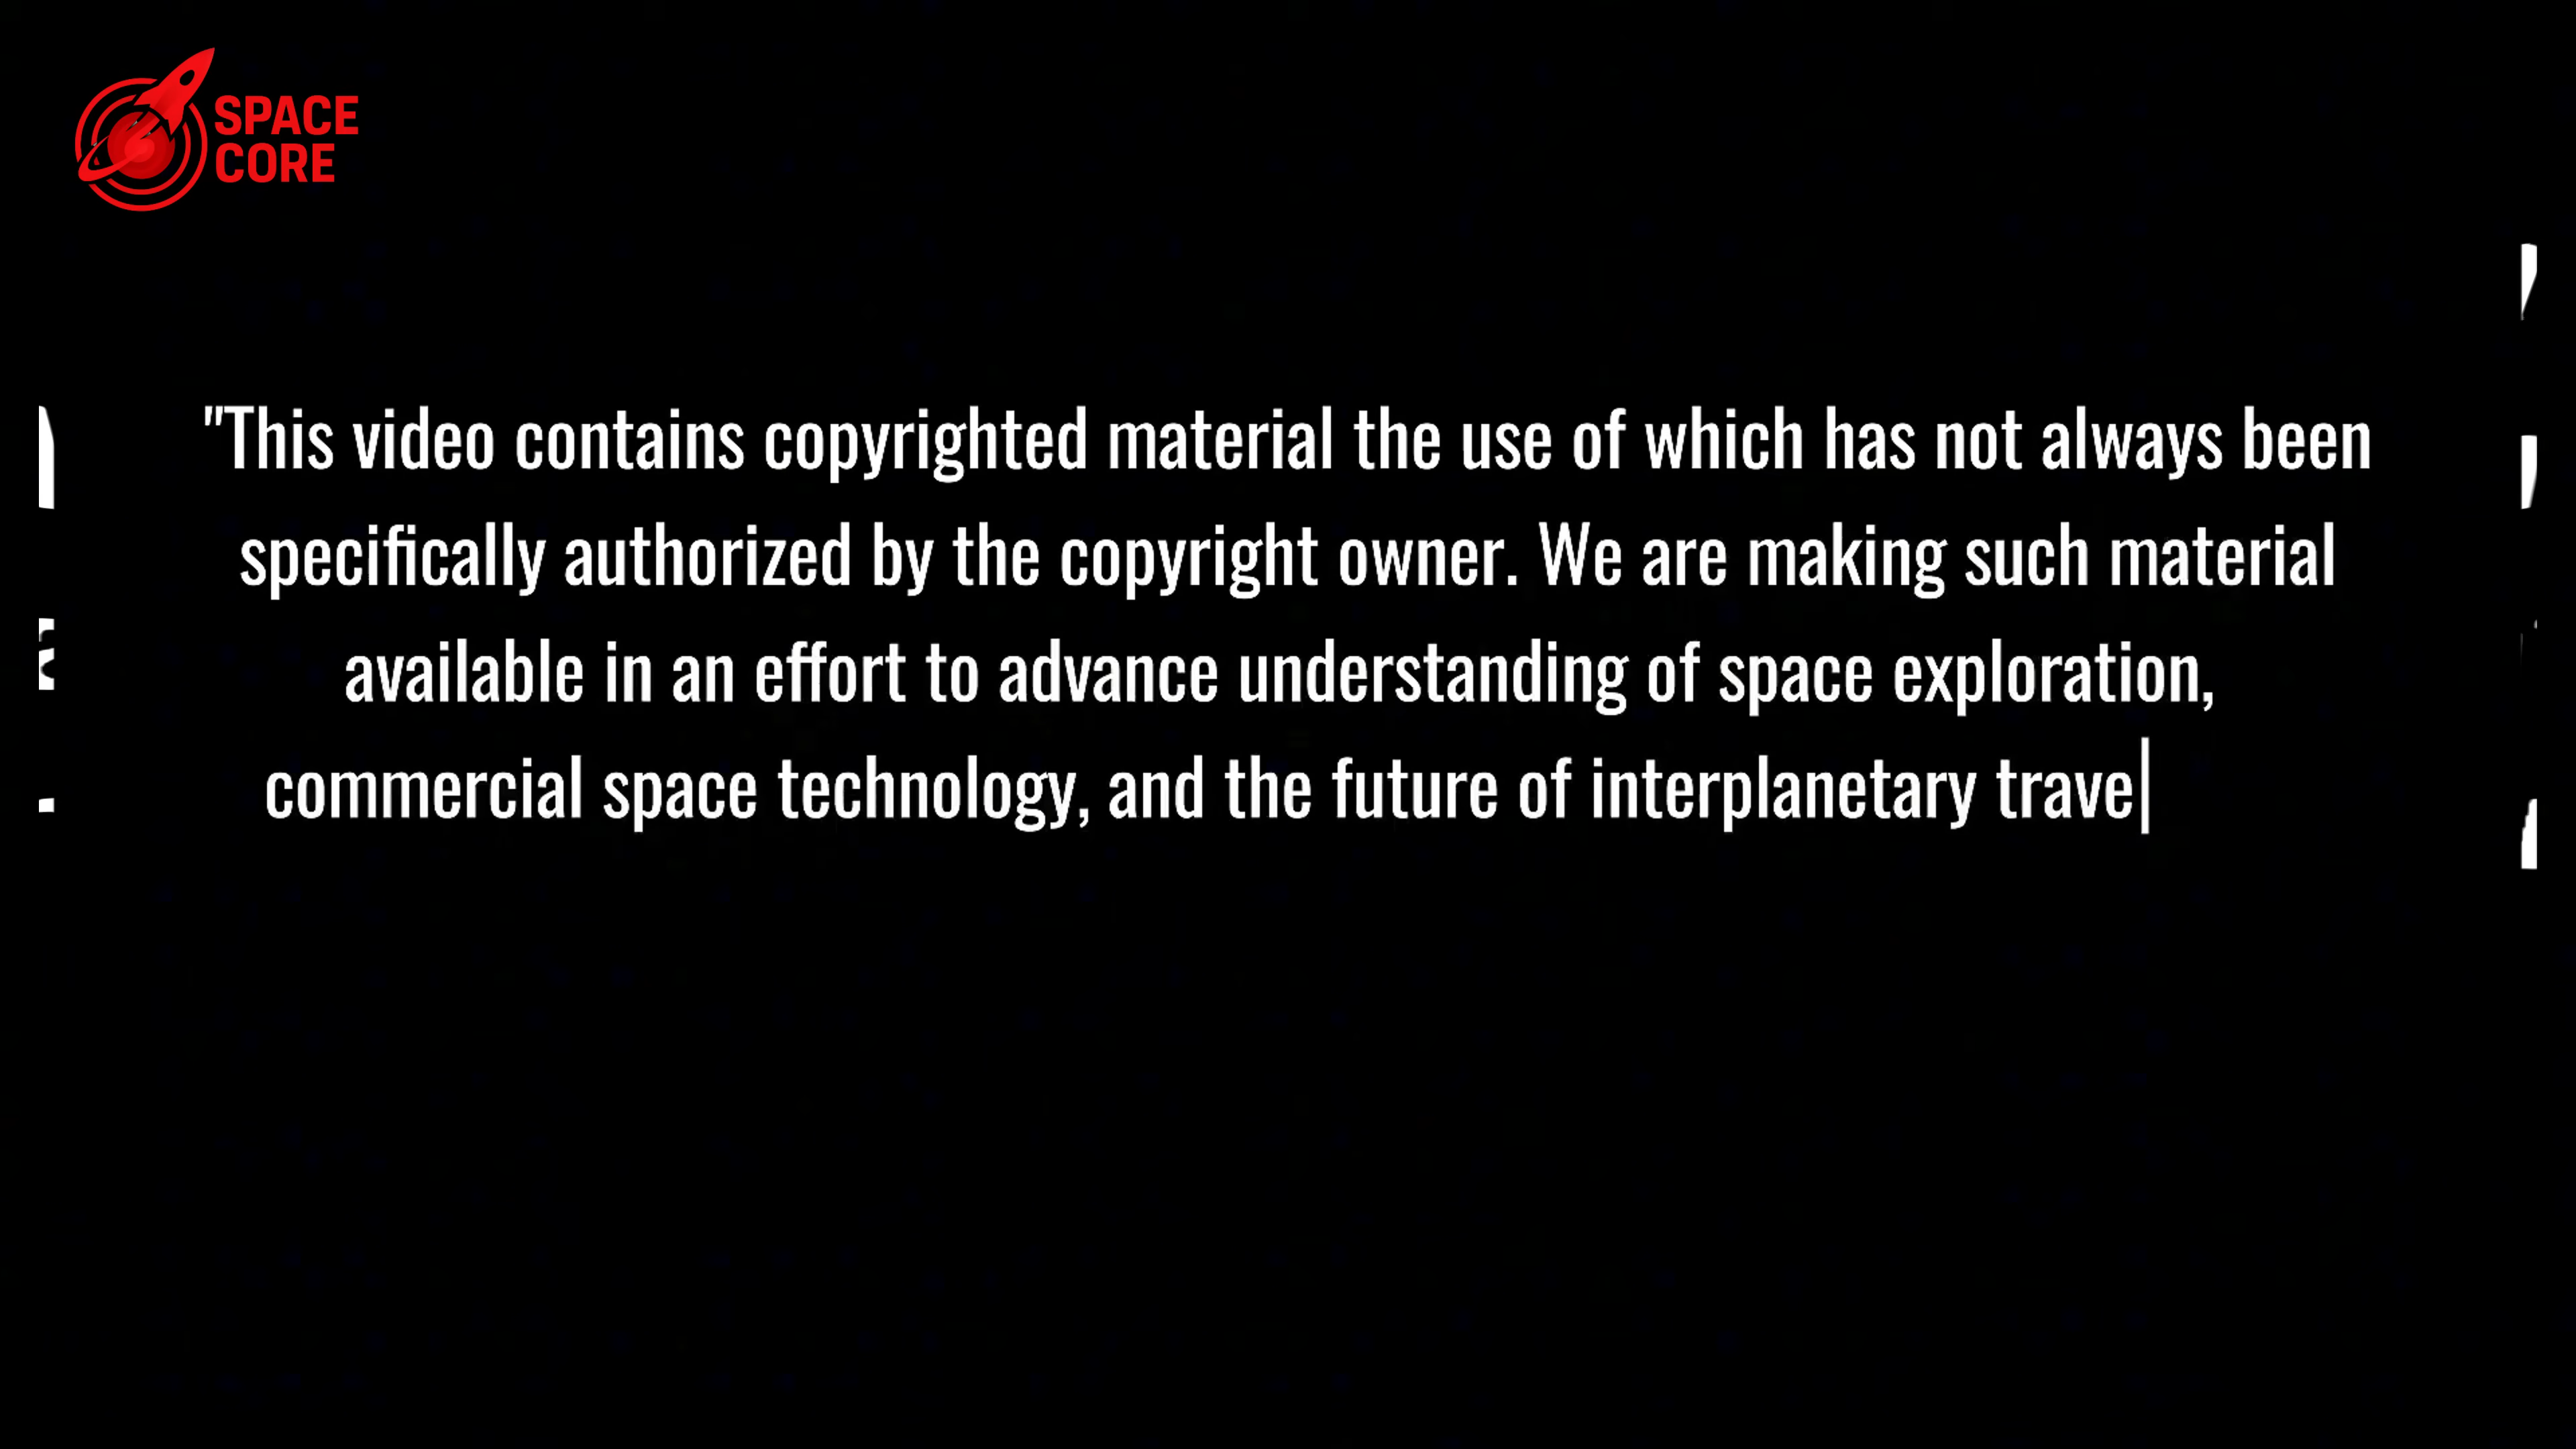 SPACE
CORE
"This video contains copyrighted material the use of which has not always been
specifically authorized by the copyright owner. We are making such material
available in an effort to advance understanding of space exploration,
commercial space technology, and the future of interplanetary trave